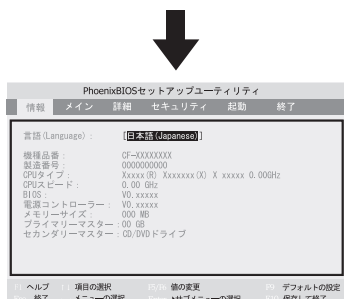 PhoenixBIOSセットアップユーティリティ
情報 メイン 詳細 セキュリティ 起動 終了
言語(Language): [日本語(Japanese)]
機種品番: CF-XXXXXXXX
製造番号: 0000000000
CPUタイプ: Xxxxx(R) Xxxxxxx(X) X xxxxx 0.00GHz
CPUスピード: 0.00 GHz
BIOS: V0.xxxxx
電源コントローラー: V0.xxxxx
メモリーサイズ: 000 MB
プライマリーマスター: 00 GB
セカンダリーマスター: CD/DVDドライブ
F1 ヘルプ ↑↓ 項目の選択 F5/F6 値の変更 F9 デフォルトの設定
終了 メニューの選択 サブメニューの選択 保存して終了